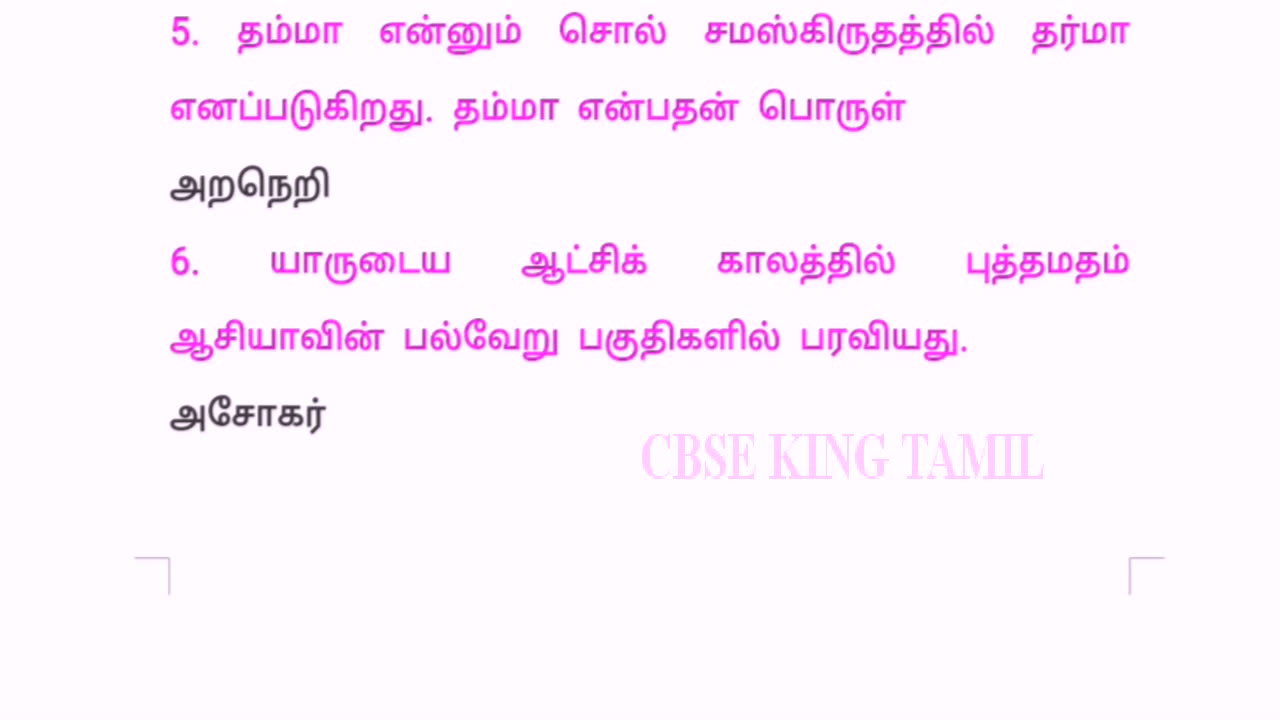 5. தம்மா என்னும் சொல் சமஸ்கிருதத்தில் தர்மா
எனப்படுகிறது. தம்மா என்பதன் பொருள்
அறநெறி
6. யாருடைய ஆட்சிக் காலத்தில் புத்தமதம்
ஆசியாவின் பல்வேறு பகுதிகளில் பரவியது.
அசோகர்
CBSE KING TAMIL